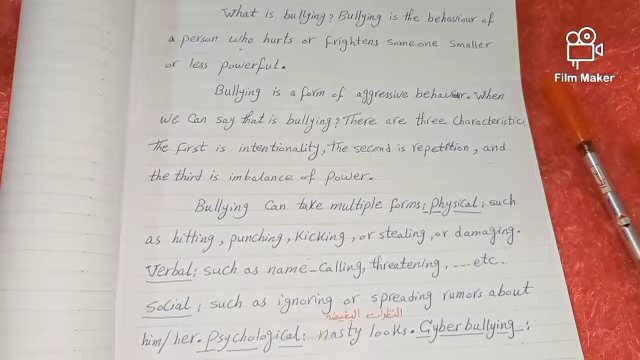 What is bullying? Bullying is the behaviour of
a person who hurts or frightens someone smaller
or less powerful.
Bullying is a form of aggressive behavior. When
we can say that is bullying? There are three characteristic
The first is intentionality, The second is repetition, and
the third is imbalance of power.
Bullying can take multiple forms; Physical; such
as hitting, punching, kicking, or stealing, or damaging.
Verbal; such as name-calling, threatening, ---- etc.
Social; such as ignoring or spreading rumors about
النظرات البغيضة
him/her. Psychological: nasty looks. Cyberbullying:
Film Maker